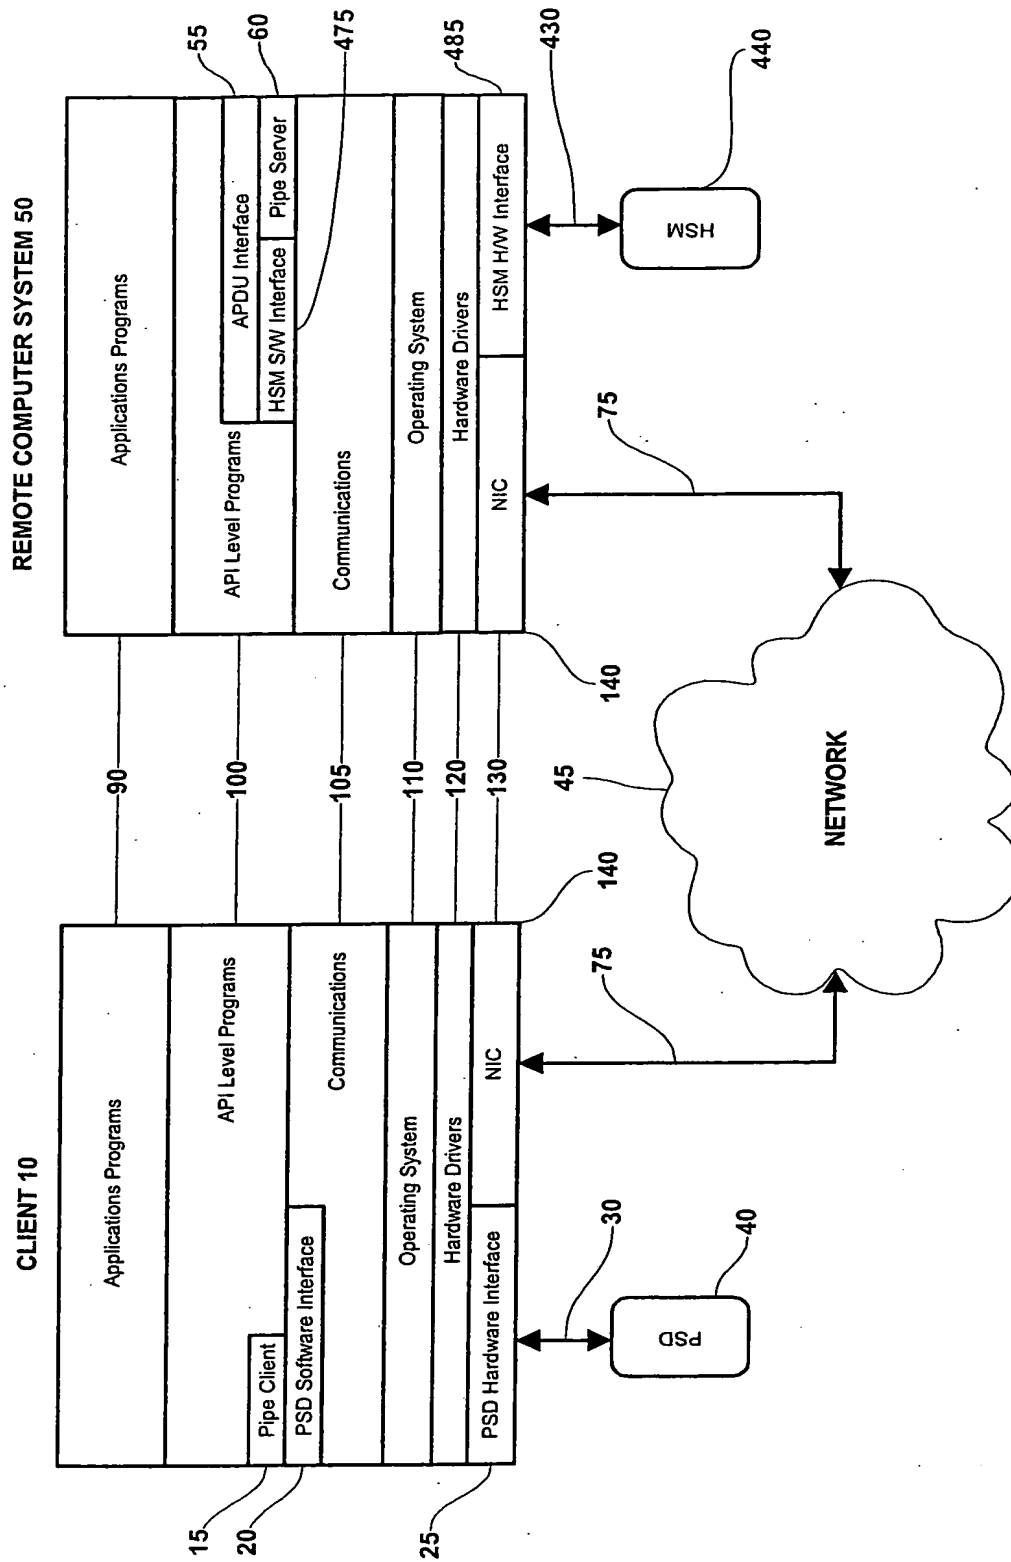 CLIENT 10
REMOTE COMPUTER SYSTEM 50
Applications Programs
90
Applications Programs
API Level Programs
100
API Level Programs
APDU Interface
55
15
Pipe Client
HSM S/W Interface
Pipe Server
60
475
20
PSD Software Interface
Communications
105
Communications
Operating System
110
Operating System
Hardware Drivers
120
Hardware Drivers
25
PSD Hardware Interface
NIC
130
NIC
HSM H/W Interface
485
140
140
30
75
75
430
40
PSD
HSM
440
45
NETWORK